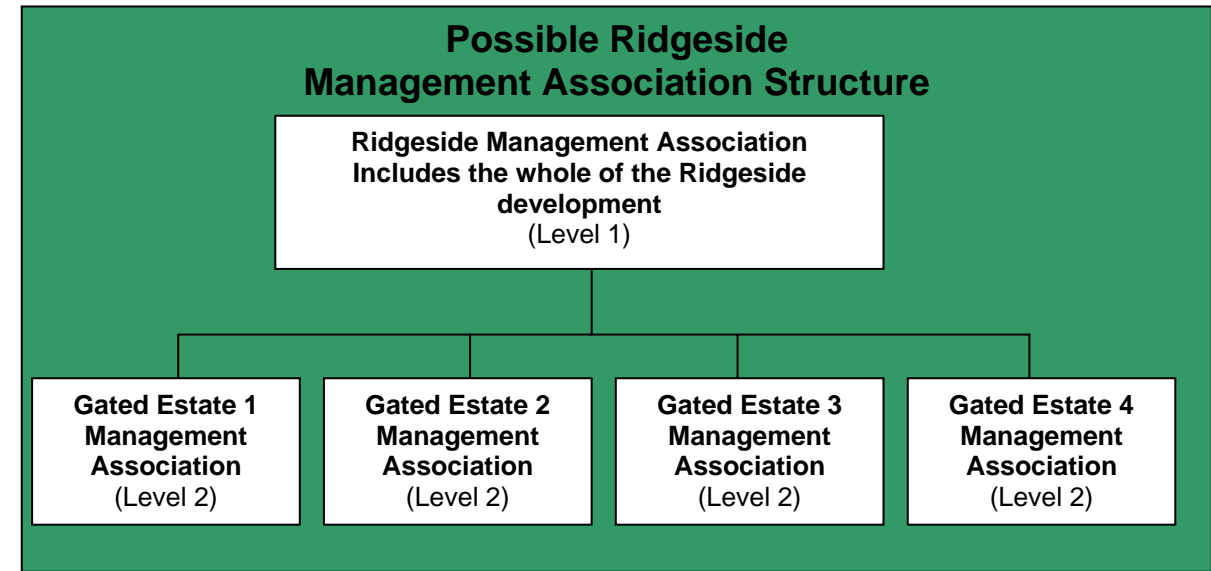 Possible Ridgeside
Management Association Structure
Ridgeside Management Association
Includes the whole of the Ridgeside
development
(Level 1)
Gated Estate 1
Management
Association
(Level 2)
Gated Estate 2
Management
Association
(Level 2)
Gated Estate 3
Management
Association
(Level 2)
Gated Estate 4
Management
Association
(Level 2)